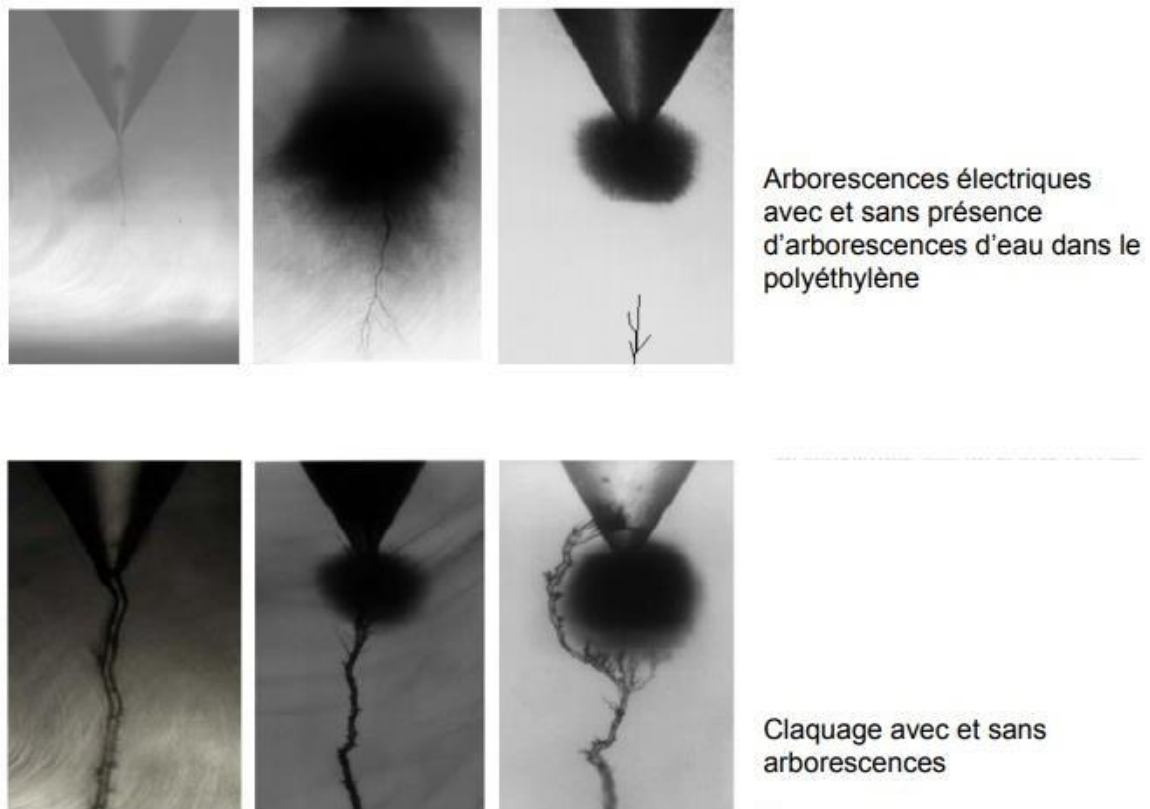 Arborescences électriques
avec et sans présence
d'arborescences d'eau dans le
polyéthylène
Claquage avec et sans
arborescences